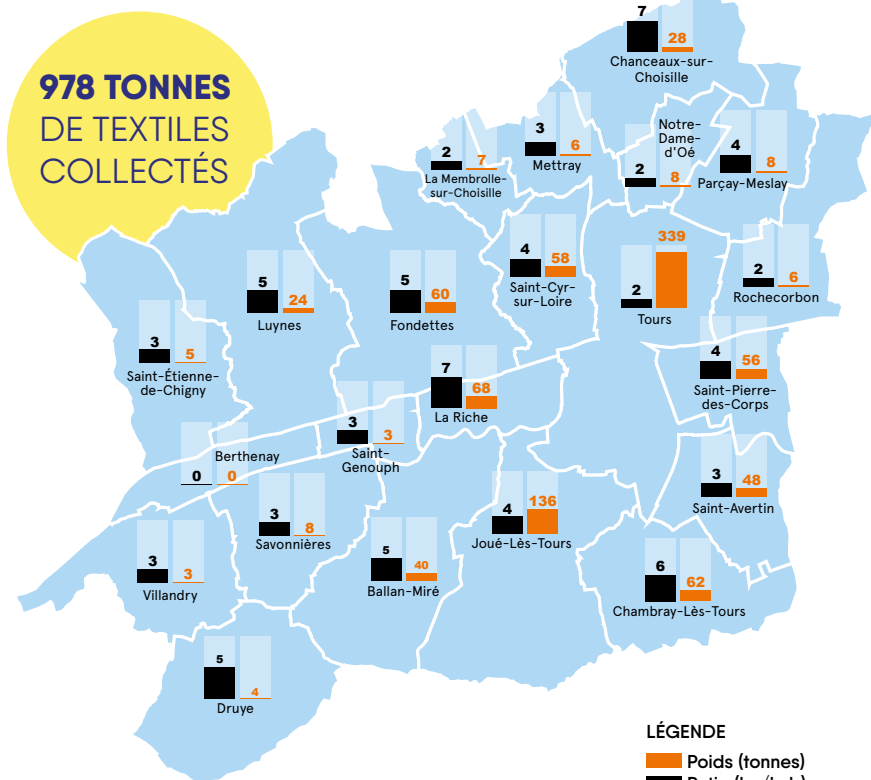 978 TONNES
DE TEXTILES
COLLECTÉS
7
28
Chanceaux-sur-
Choisille
2
7
La Membrolle-
sur-Choisille
3
6
Mettray
Notre-
Dame-
d'Oé
2
8
4
8
Parçay-Meslay
5
24
Luynes
5
60
Fondettes
4
58
Saint-Cyr-
sur-Loire
2
339
Tours
2
6
Rochecorbon
3
5
Saint-Étienne-
de-Chigny
7
68
La Riche
4
56
Saint-Pierre-
des-Corps
3
3
Saint-
Genouph
Berthenay
0
0
3
8
Savonnières
4
136
Joué-Lès-Tours
3
48
Saint-Avertin
3
3
Villandry
5
40
Ballan-Miré
6
62
Chambray-Lès-Tours
5
4
Druye
LÉGENDE
Poids (tonnes)